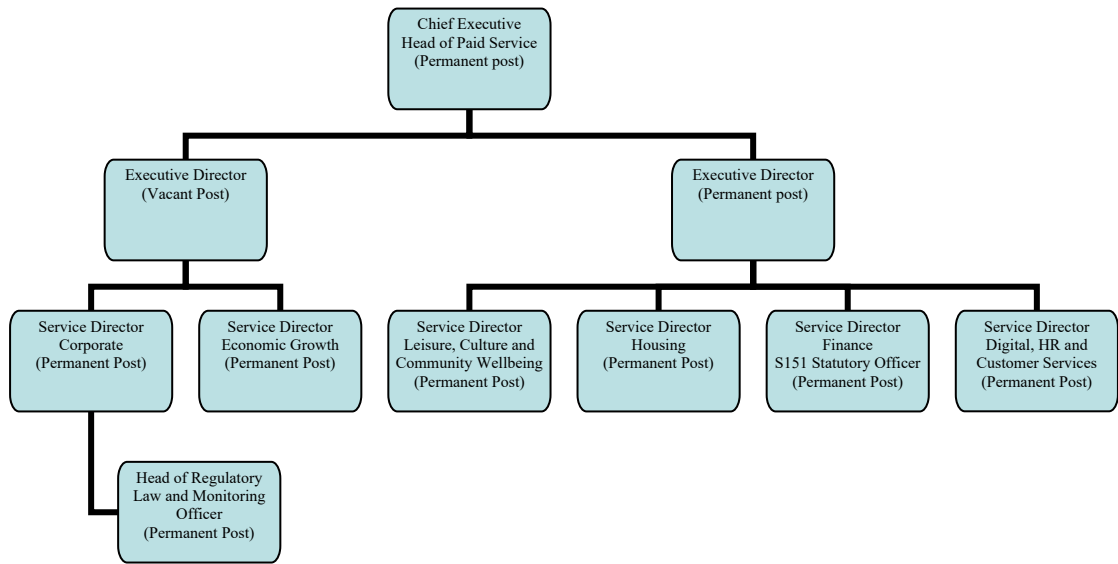 Chief Executive
Head of Paid Service
(Permanent post)
Executive Director
(Vacant Post)
Executive Director
(Permanent post)
Service Director
Corporate
(Permanent Post)
Service Director
Economic Growth
(Permanent Post)
Service Director
Leisure, Culture and
Community Wellbeing
(Permanent Post)
Service Director
Housing
(Permanent Post)
Service Director
Finance
S151 Statutory Officer
(Permanent Post)
Service Director
Digital, HR and
Customer Services
(Permanent Post)
Head of Regulatory
Law and Monitoring
Officer
(Permanent Post)